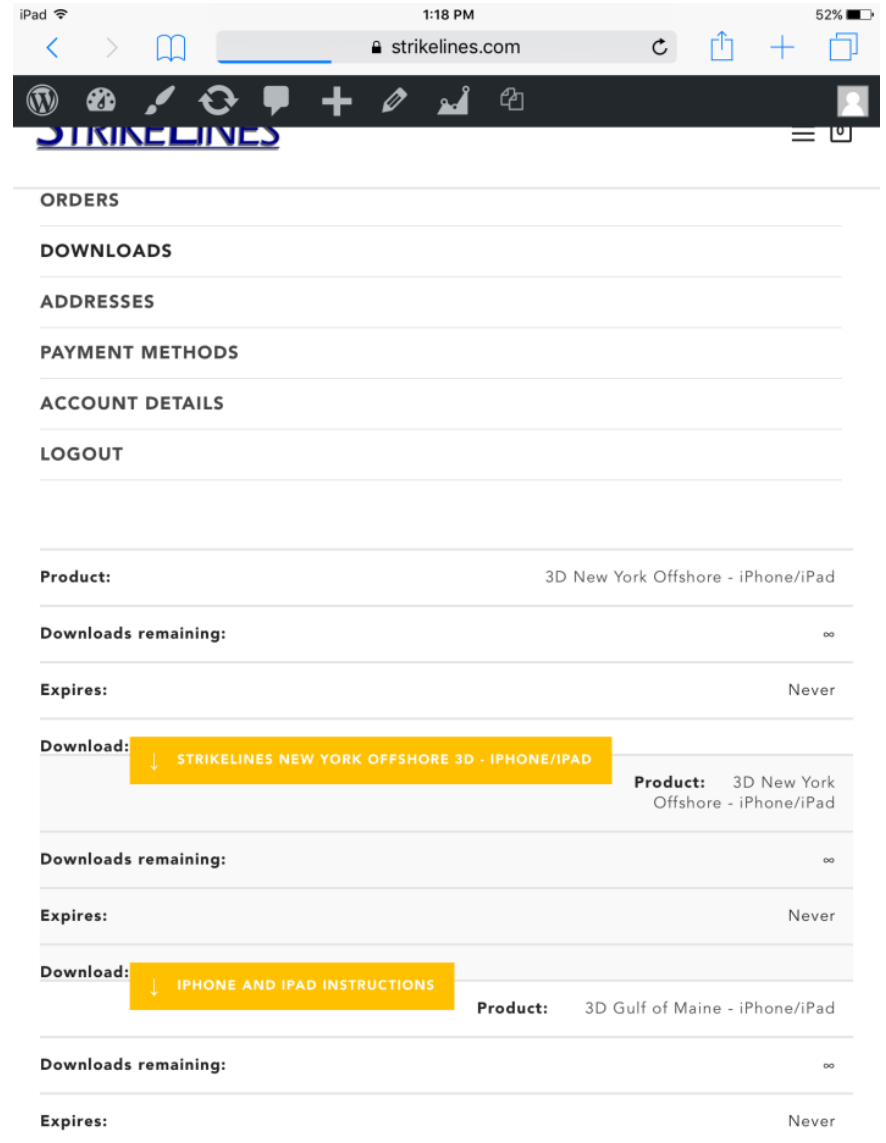 iPad 1:18 PM 52%
strikelines.com
STRIKELINES 0
ORDERS
DOWNLOADS
ADDRESSES
PAYMENT METHODS
ACCOUNT DETAILS
LOGOUT
Product: 3D New York Offshore - iPhone/iPad
Downloads remaining: ∞
Expires: Never
Download: ↓ STRIKELINES NEW YORK OFFSHORE 3D - IPHONE/IPAD
Product: 3D New York
Offshore - iPhone/iPad
Downloads remaining: ∞
Expires: Never
Download: ↓ IPHONE AND IPAD INSTRUCTIONS
Product: 3D Gulf of Maine - iPhone/iPad
Downloads remaining: ∞
Expires: Never